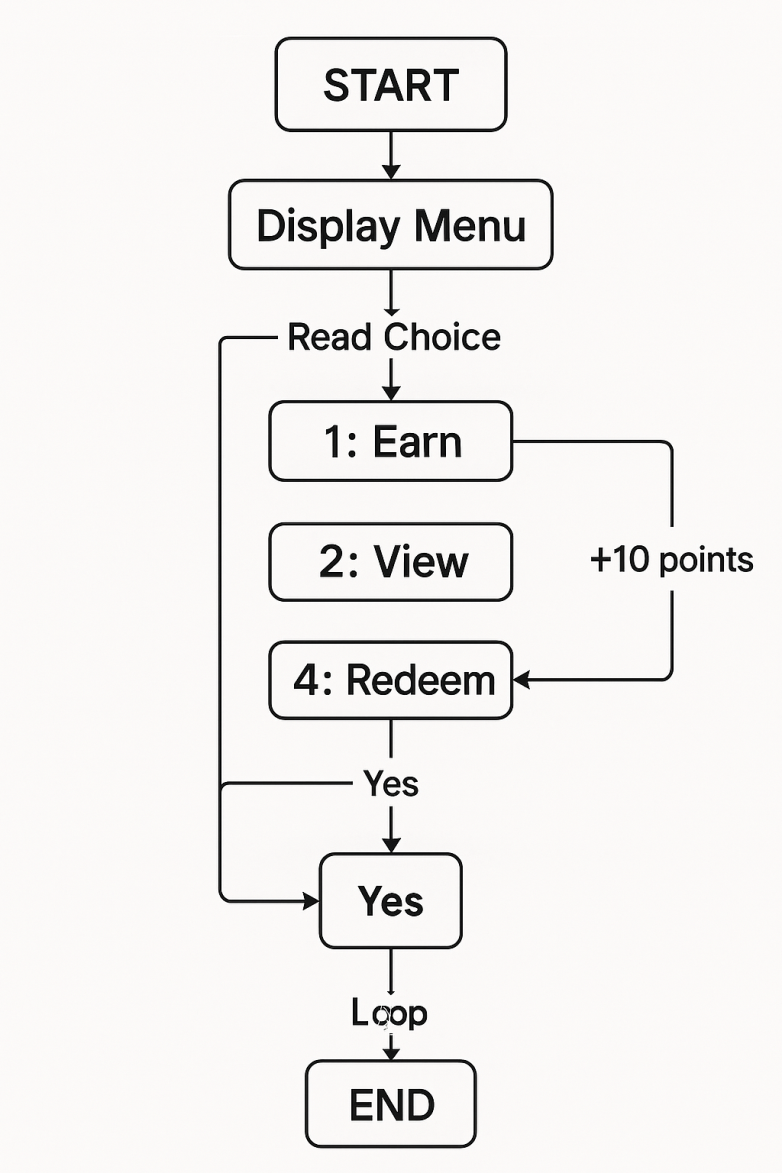 START
Display Menu
Read Choice
1: Earn
2: View
+10 points
4: Redeem
Yes
Yes
Loop
END